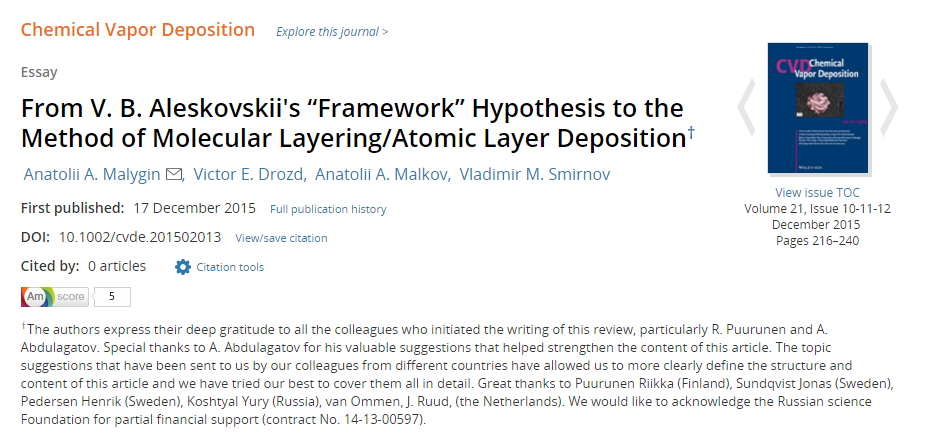 Chemical Vapor Deposition Explore this journal >
Essay
From V. B. Aleskovskii's “Framework” Hypothesis to the
Method of Molecular Layering/Atomic Layer Deposition†
Anatolii A. Malygin, Victor E. Drozd, Anatolii A. Malkov, Vladimir M. Smirnov
First published: 17 December 2015 Full publication history
DOI: 10.1002/cvde.201502013 View/save citation
Cited by: 0 articles Citation tools
Am score 5
CVD Chemical
Vapor Deposition
View issue TOC
Volume 21, Issue 10-11-12
December 2015
Pages 216–240
†The authors express their deep gratitude to all the colleagues who initiated the writing of this review, particularly R. Puurunen and A.
Abdulagatov. Special thanks to A. Abdulagatov for his valuable suggestions that helped strengthen the content of this article. The topic
suggestions that have been sent to us by our colleagues from different countries have allowed us to more clearly define the structure and
content of this article and we have tried our best to cover them all in detail. Great thanks to Puurunen Riikka (Finland), Sundqvist Jonas (Sweden),
Pedersen Henrik (Sweden), Koshtyal Yury (Russia), van Ommen, J. Ruud, (the Netherlands). We would like to acknowledge the Russian science
Foundation for partial financial support (contract No. 14-13-00597).